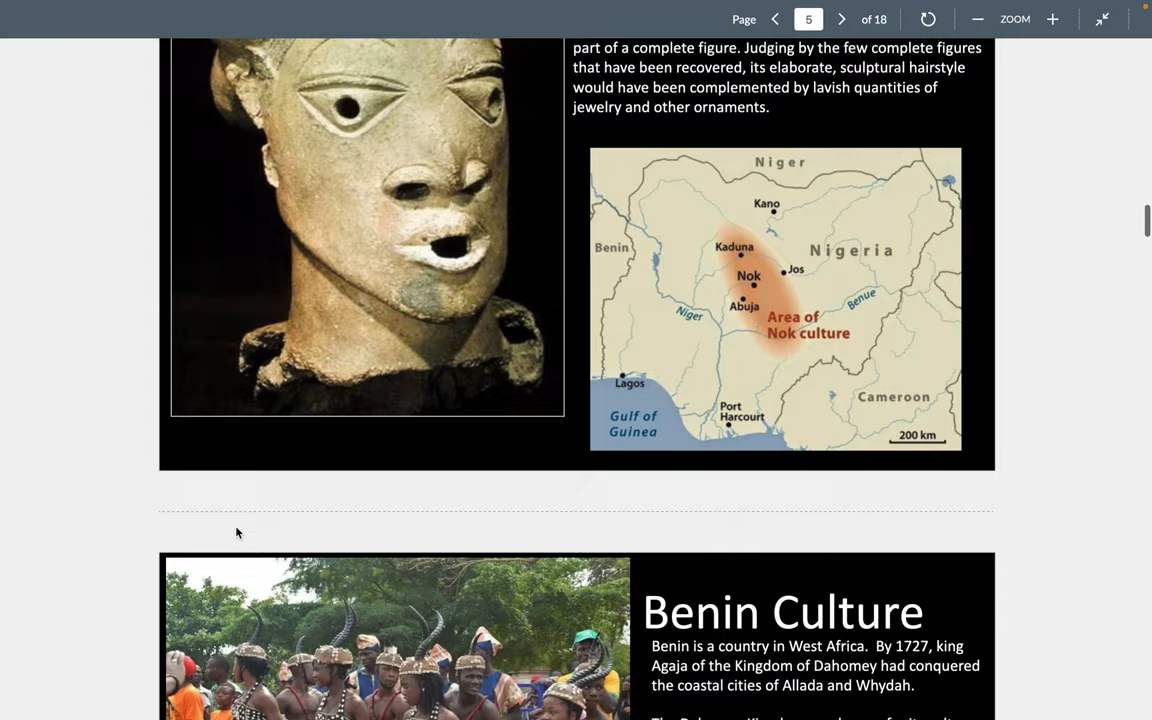 Page 5 of 18 ZOOM
part of a complete figure. Judging by the few complete figures
that have been recovered, its elaborate, sculptural hairstyle
would have been complemented by lavish quantities of
jewelry and other ornaments.
Niger
Kano
Benin
Kaduna
Nigeria
Jos
Nok
Abuja
Niger
Benue
Area of
Nok culture
Lagos
Cameroon
Port
Harcourt
Gulf of
Guinea
200 km
Benin Culture
Benin is a country in West Africa. By 1727, king
Agaja of the Kingdom of Dahomey had conquered
the coastal cities of Allada and Whydah.